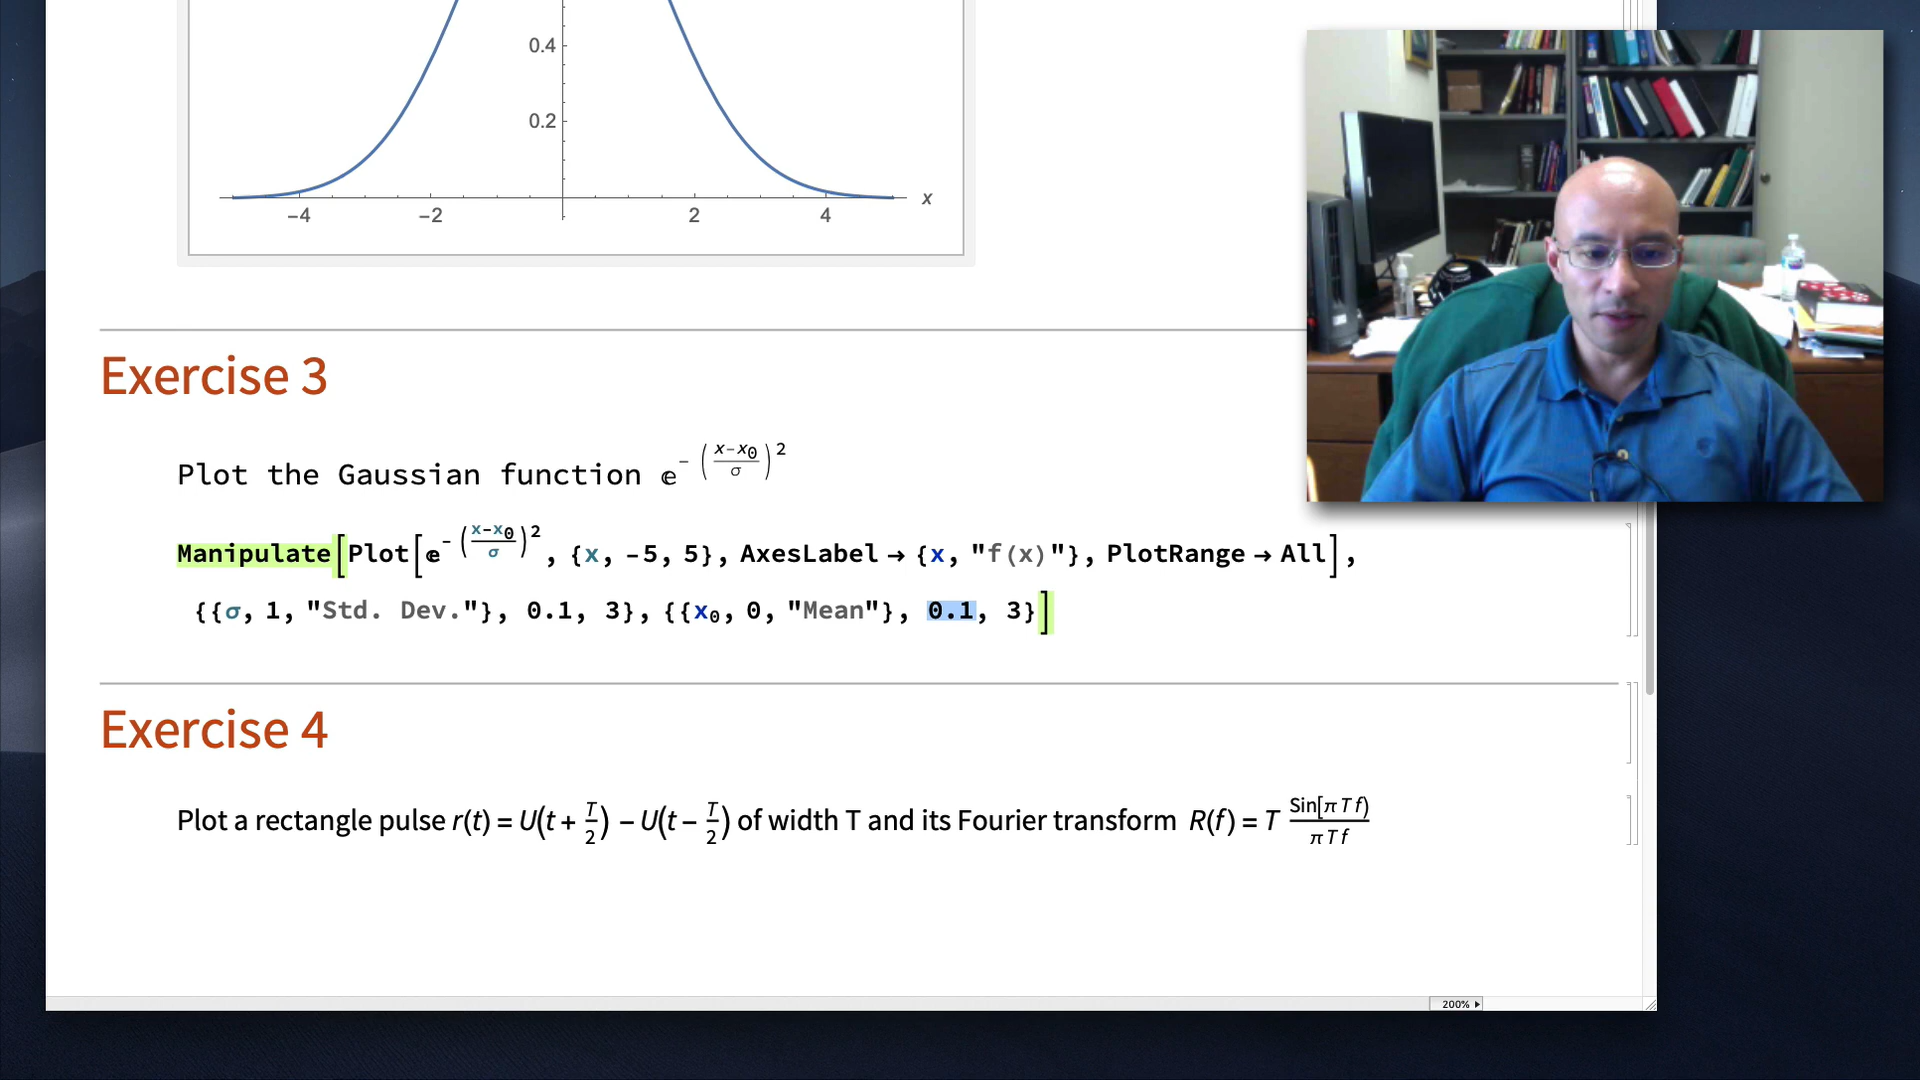 0.4
0.2
−4 −2 2 4 x
Exercise 3
Plot the Gaussian function ⅇ^−((x−x₀)/σ)^2
Manipulate[Plot[ⅇ^−((x−x₀)/σ)^2, {x, −5, 5}, AxesLabel → {x, "f(x)"}, PlotRange → All],
{{σ, 1, "Std. Dev."}, 0.1, 3}, {{x₀, 0, "Mean"}, 0.1, 3}]
Exercise 4
Plot a rectangle pulse r(t) = U(t + T/2) − U(t − T/2) of width T and its Fourier transform R(f) = T Sin[π T f)/π T f
200%